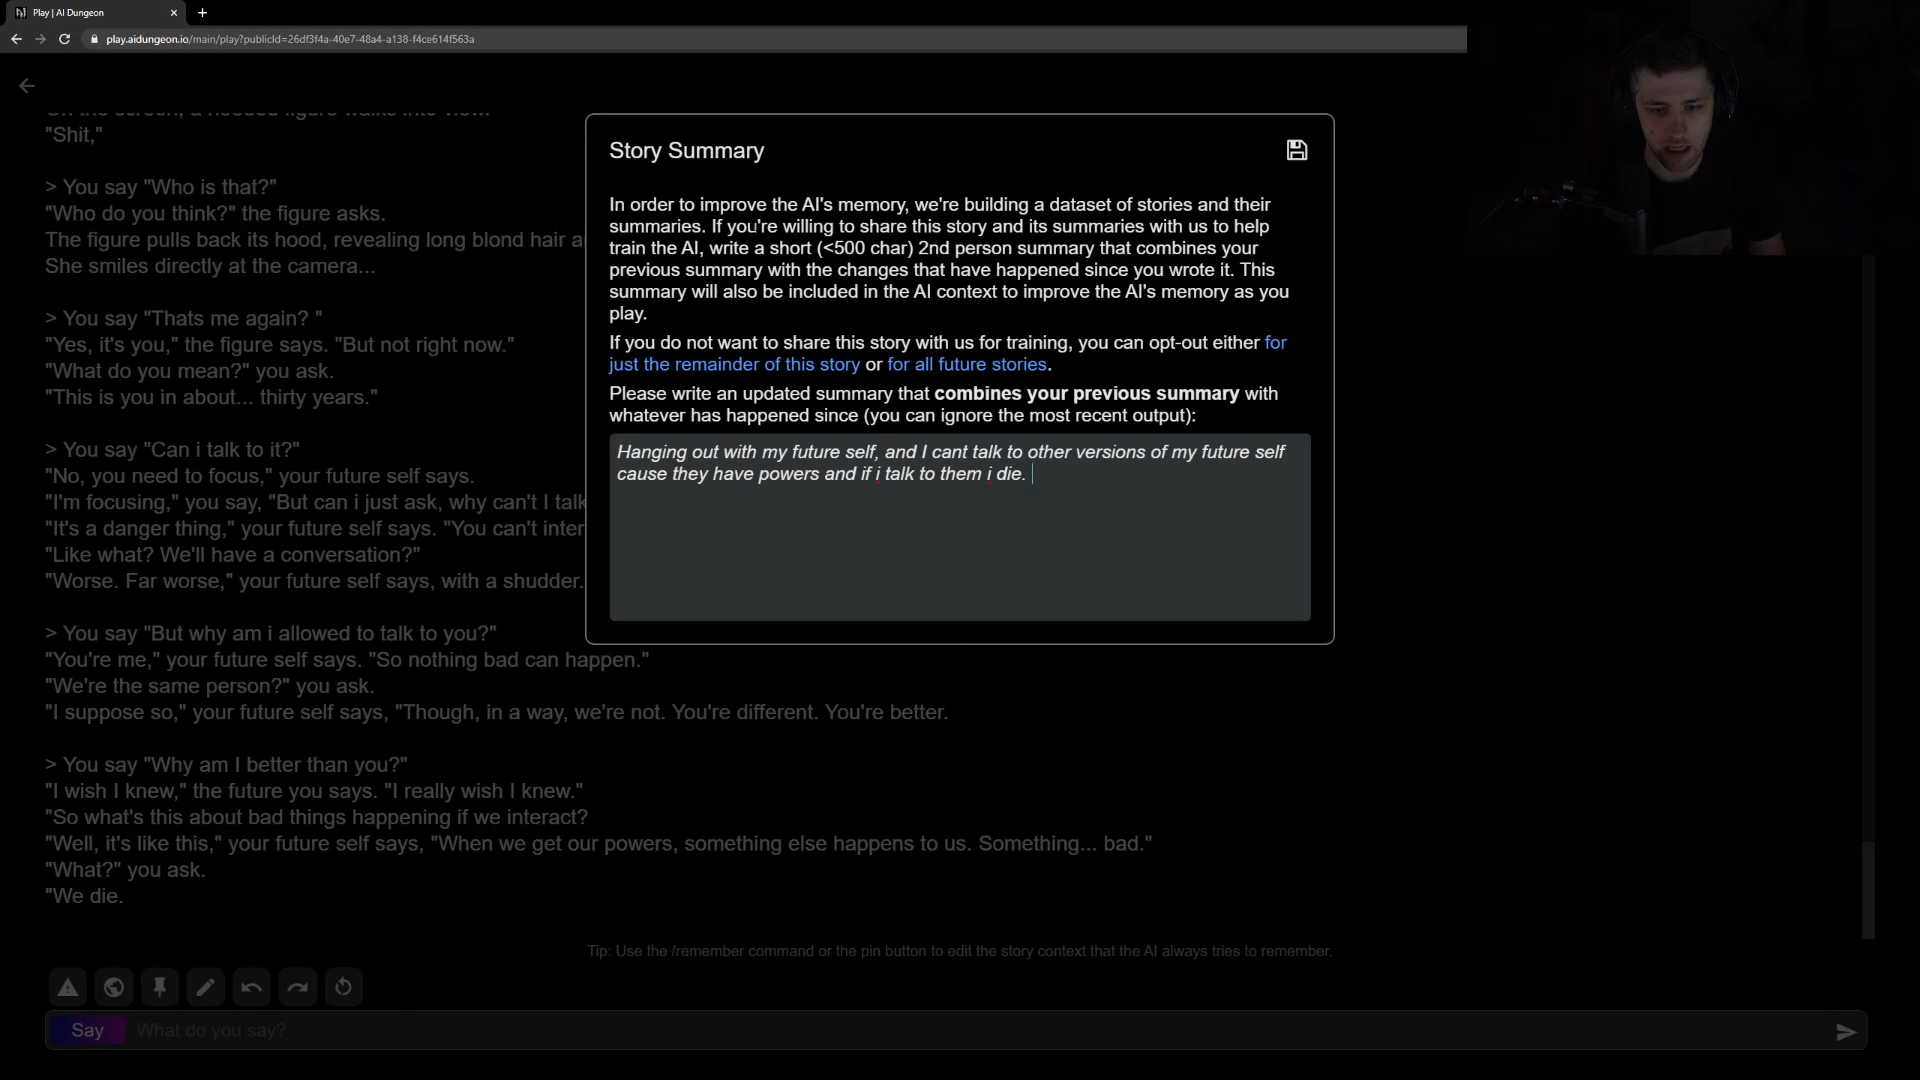 Play | AI Dungeon
play.aidungeon.io/main/play?publicId=26df3f4a-40e7-48a4-a138-f4ce614f563a
"Shit,"
> You say "Who is that?"
"Who do you think?" the figure asks.
The figure pulls back its hood, revealing long blond hair
She smiles directly at the camera...
> You say "Thats me again? "
"Yes, it's you," the figure says. "But not right now."
"What do you mean?" you ask.
"This is you in about... thirty years."
> You say "Can i talk to it?"
"No, you need to focus," your future self says.
"I'm focusing," you say, "But can i just ask, why can't I talk
"It's a danger thing," your future self says. "You can't inter
"Like what? We'll have a conversation?"
"Worse. Far worse," your future self says, with a shudder.
> You say "But why am i allowed to talk to you?"
"You're me," your future self says. "So nothing bad can happen."
"We're the same person?" you ask.
"I suppose so," your future self says, "Though, in a way, we're not. You're different. You're better.
> You say "Why am I better than you?"
"I wish I knew," the future you says. "I really wish I knew."
"So what's this about bad things happening if we interact?
"Well, it's like this," your future self says, "When we get our powers, something else happens to us. Something... bad."
"What?" you ask.
"We die.
Story Summary
In order to improve the AI's memory, we're building a dataset of stories and their
summaries. If you're willing to share this story and its summaries with us to help
train the AI, write a short (<500 char) 2nd person summary that combines your
previous summary with the changes that have happened since you wrote it. This
summary will also be included in the AI context to improve the AI's memory as you
play.
If you do not want to share this story with us for training, you can opt-out either for
just the remainder of this story or for all future stories.
Please write an updated summary that combines your previous summary with
whatever has happened since (you can ignore the most recent output):
Hanging out with my future self, and I cant talk to other versions of my future self
cause they have powers and if i talk to them i die.
Tip: Use the /remember command or the pin button to edit the story context that the AI always tries to remember.
Say What do you say?